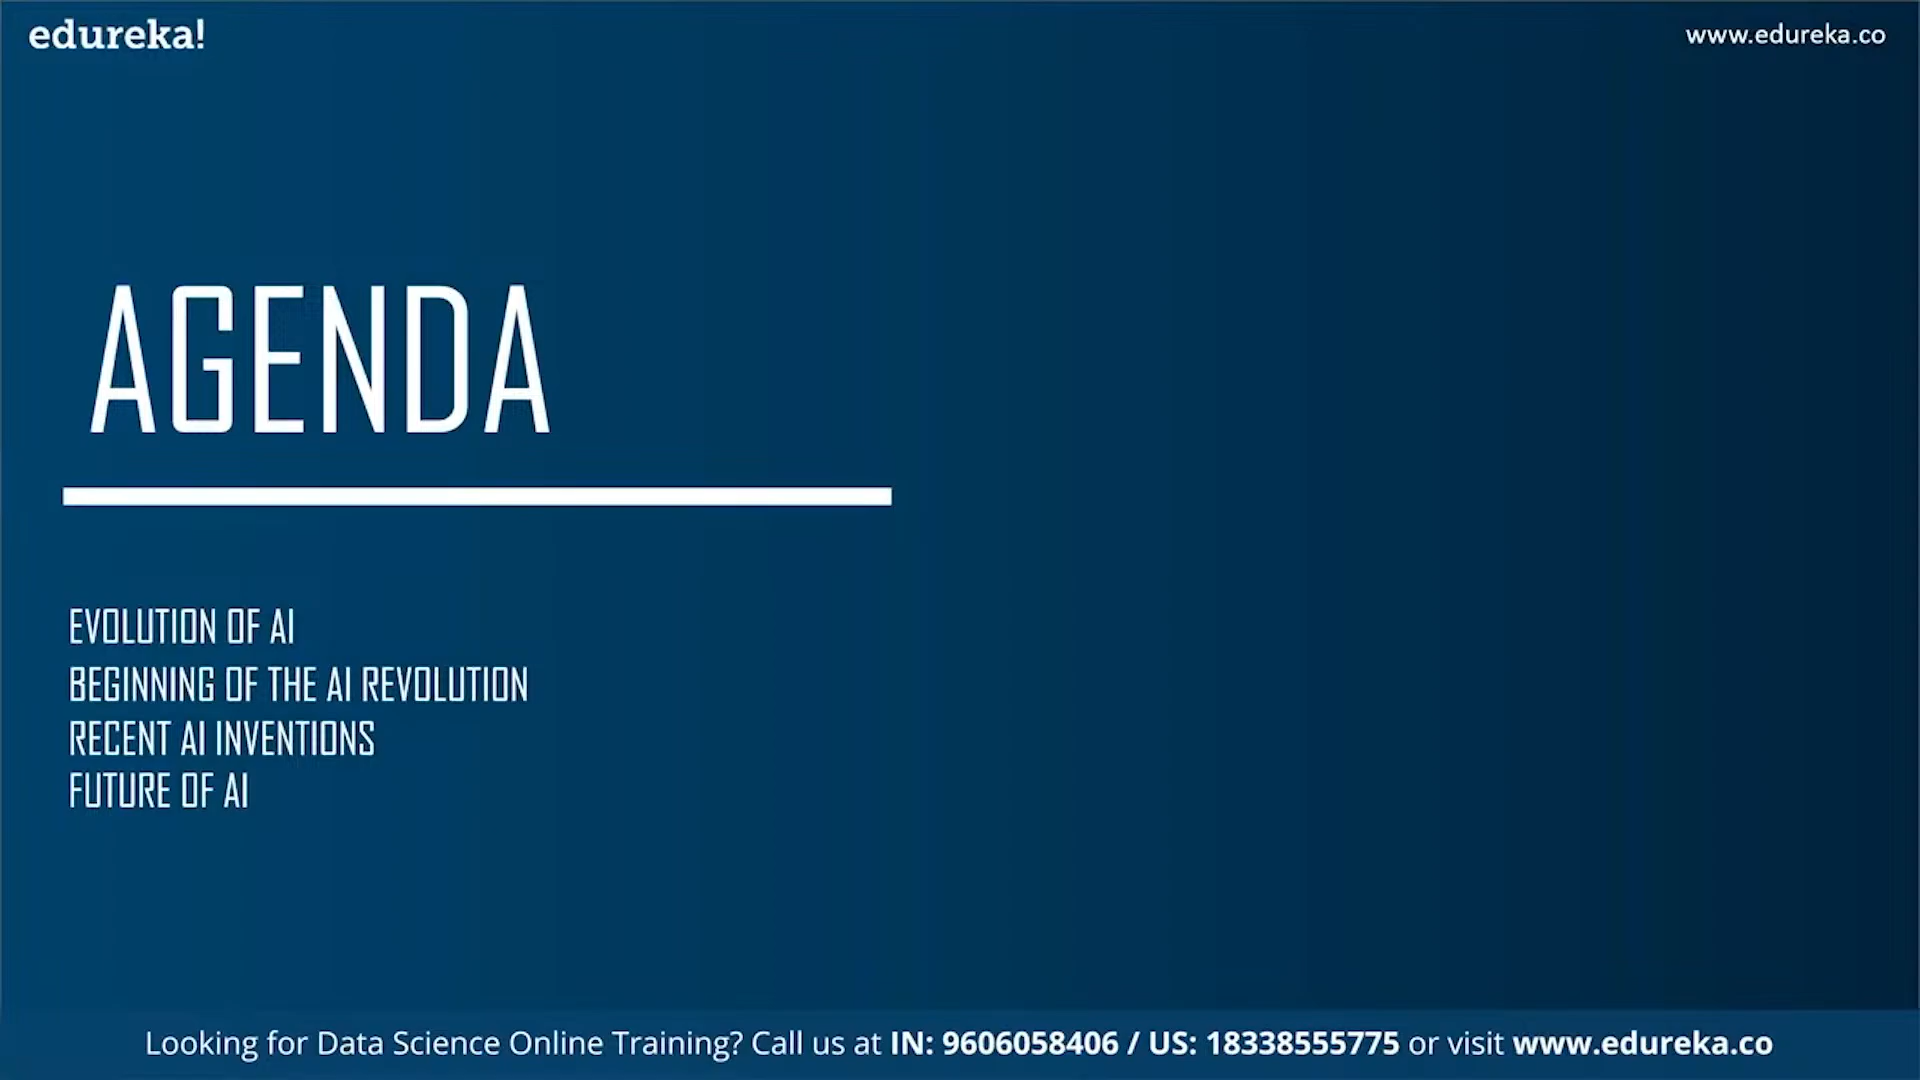 edureka!
www.edureka.co
AGENDA
EVOLUTION OF AI
BEGINNING OF THE AI REVOLUTION
RECENT AI INVENTIONS
FUTURE OF AI
Looking for Data Science Online Training? Call us at IN: 9606058406 / US: 18338555775 or visit www.edureka.co